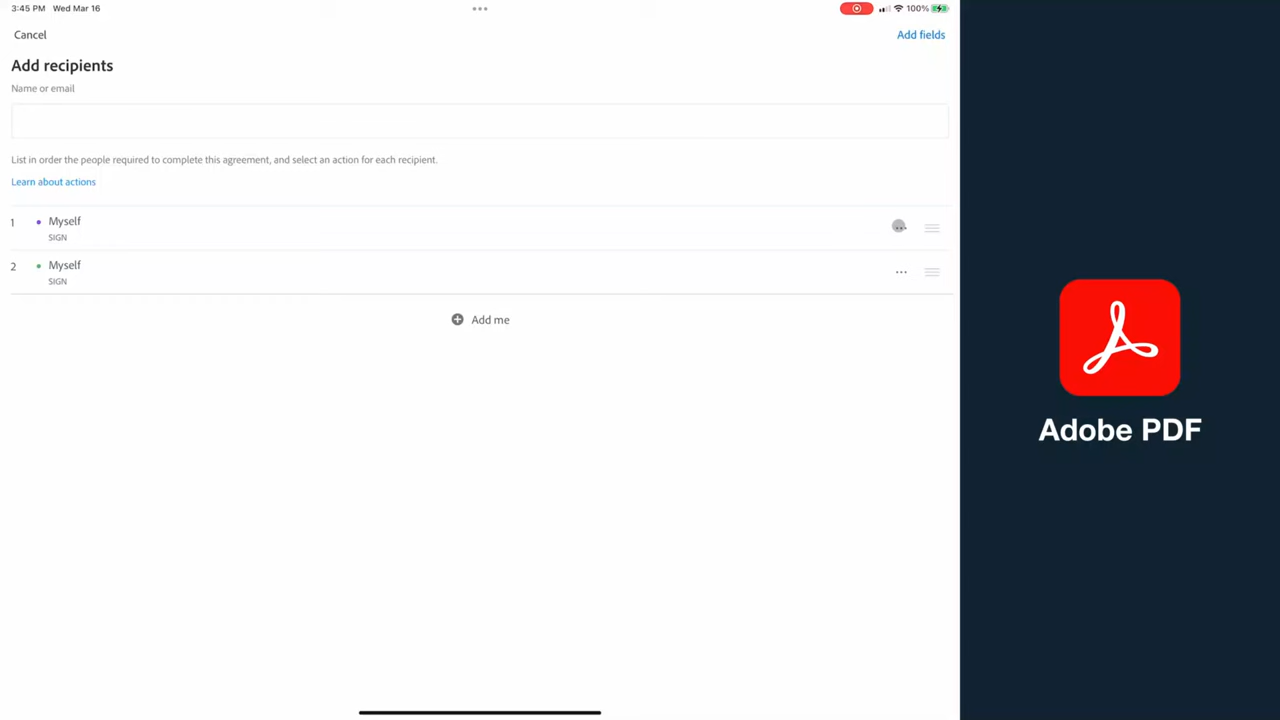 3:45 PM Wed Mar 16
100%
Cancel
Add fields
Add recipients
Name or email
List in order the people required to complete this agreement, and select an action for each recipient.
Learn about actions
1 Myself
SIGN
2 Myself
SIGN
Add me
Adobe PDF